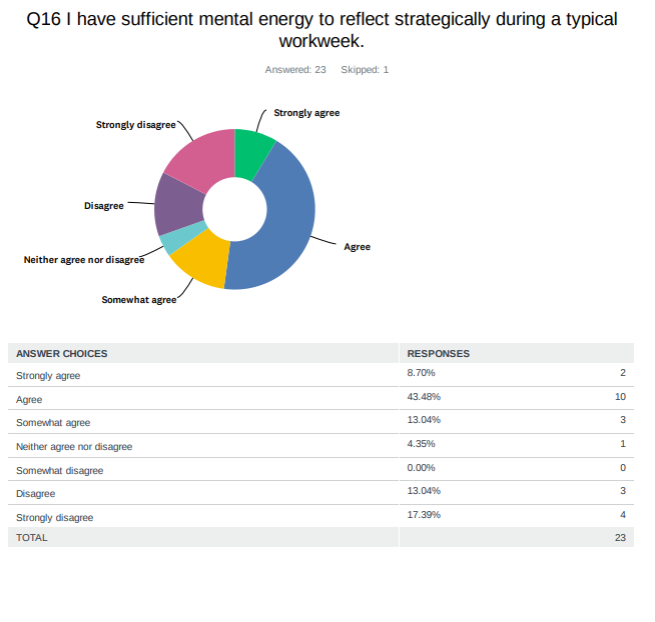 Q16 I have sufficient mental energy to reflect strategically during a typical
workweek.
Answered: 23 Skipped: 1
Strongly agree
Strongly disagree
Disagree
Agree
Neither agree nor disagree
Somewhat agree
ANSWER CHOICES RESPONSES
Strongly agree 8.70% 2
Agree 43.48% 10
Somewhat agree 13.04% 3
Neither agree nor disagree 4.35% 1
Somewhat disagree 0.00% 0
Disagree 13.04% 3
Strongly disagree 17.39% 4
TOTAL 23